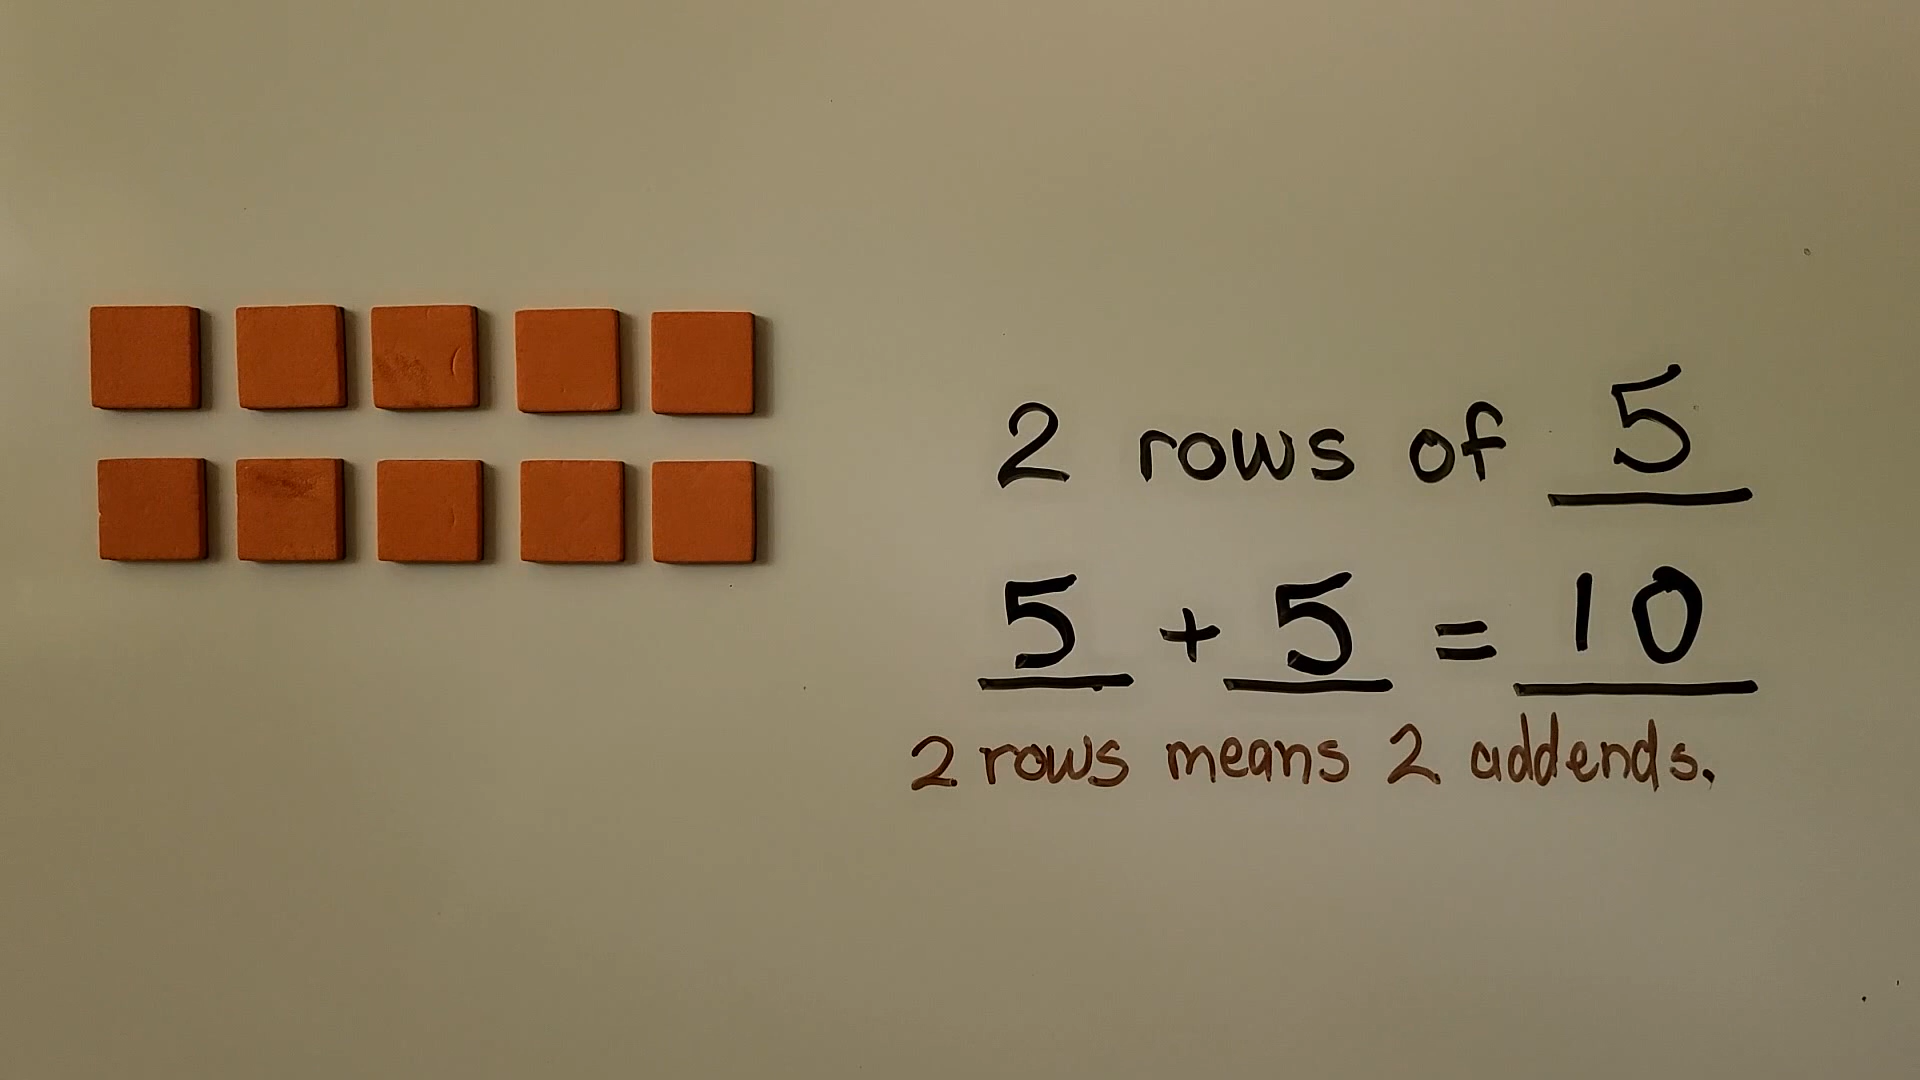 2 rows of 5
5 + 5 = 10
2 rows means 2 addends.